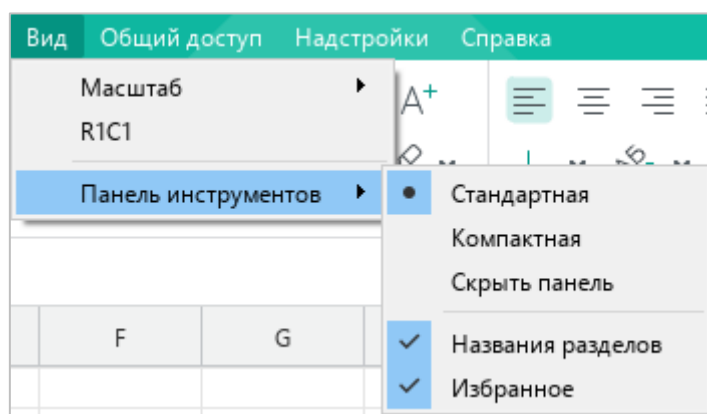 Вид Общий доступ Надстройки Справка
Масштаб
R1C1
Панель инструментов
Стандартная
Компактная
Скрыть панель
Названия разделов
Избранное
F G